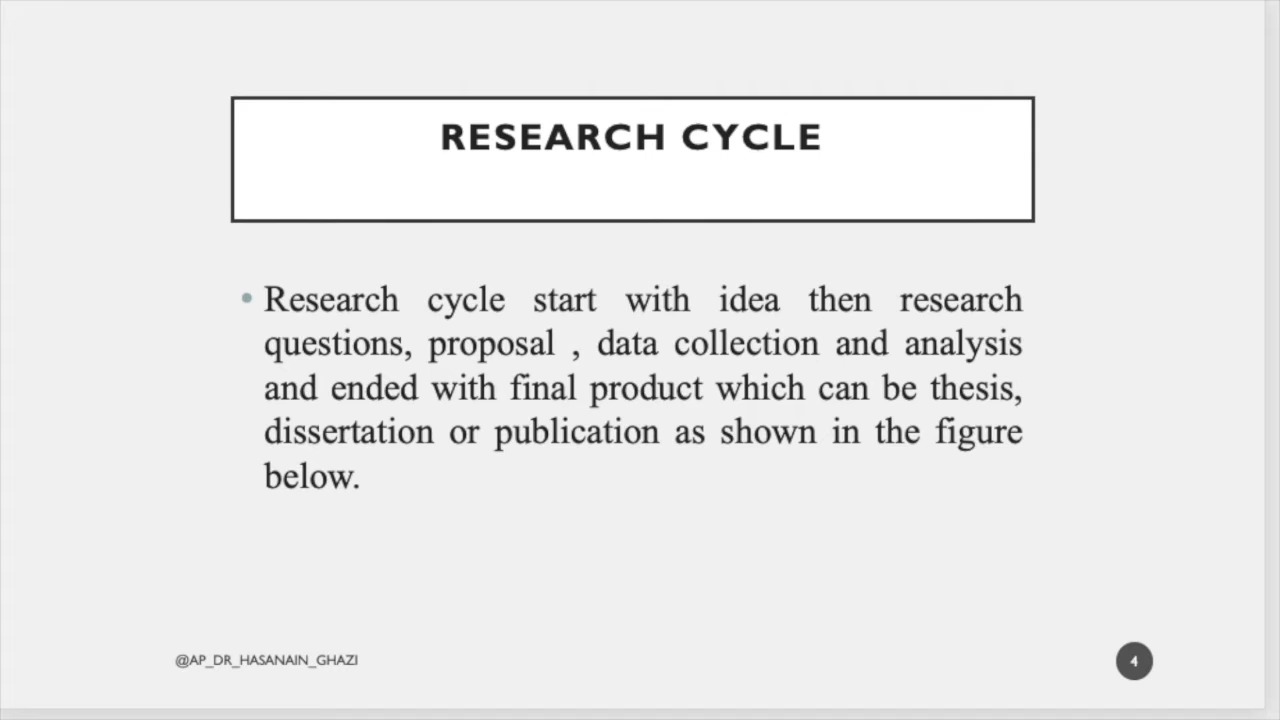 RESEARCH CYCLE
• Research cycle start with idea then research
questions, proposal , data collection and analysis
and ended with final product which can be thesis,
dissertation or publication as shown in the figure
below.
@AP_DR_HASANAIN_GHAZI
4